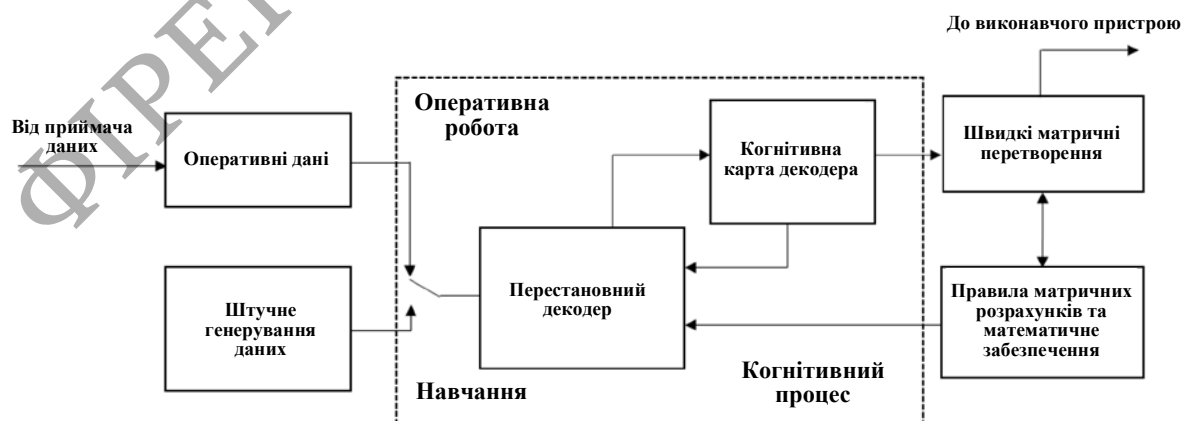 До виконавчого пристрою
Від приймача
даних
Оперативні дані
Оперативна
робота
Когнітивна
карта декодера
Швидкі матричні
перетворення
Штучне
генерування
даних
Перестановний
декодер
Правила матричних
розрахунків та
математичне
забезпечення
Навчання
Когнітивний
процес